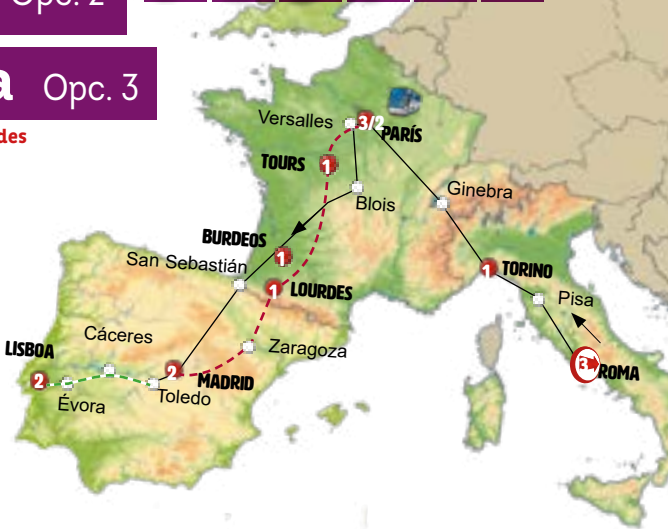 Opc. 2
a Opc. 3
des
Versalles
3/2
PARÍS
TOURS
1
Blois
Ginebra
BURDEOS
1
San Sebastián
1
LOURDES
1
TORINO
Pisa
3
ROMA
Cáceres
Zaragoza
LISBOA
2
Évora
Toledo
2
MADRID